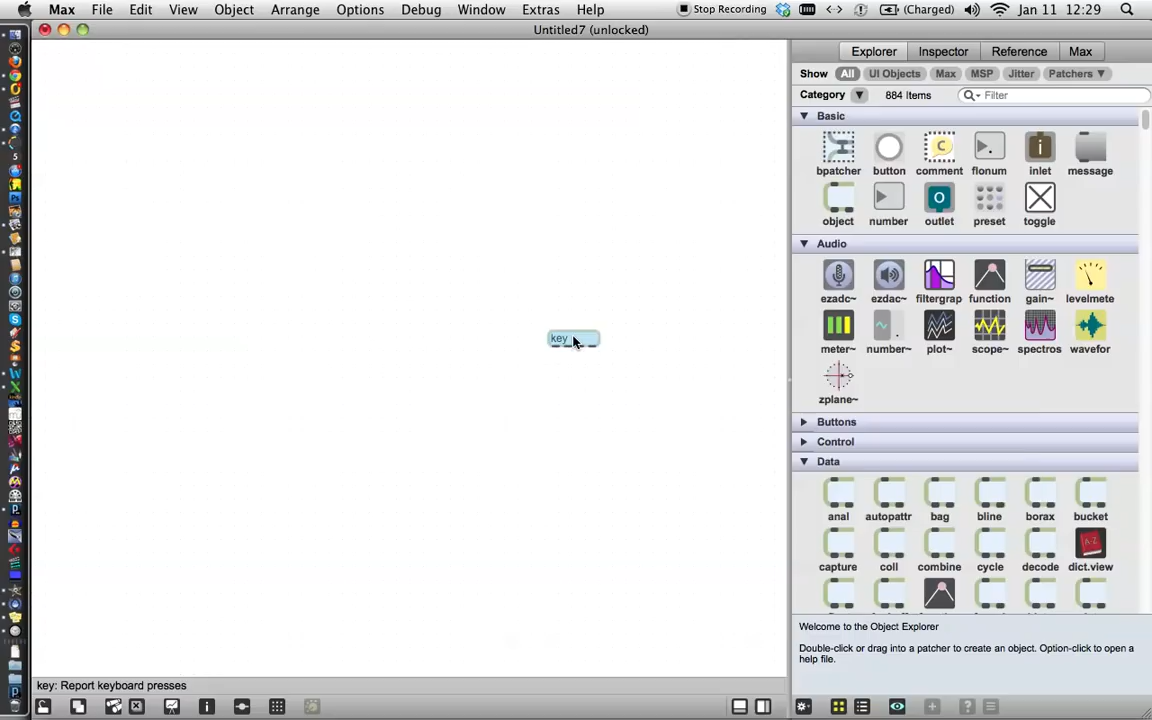 Max File Edit View Object Arrange Options Debug Window Extras Help Stop Recording (Charged) Jan 11 12:29
Untitled7 (unlocked)
Explorer Inspector Reference Max
Show All UI Objects Max MSP Jitter Patchers ▼
Category ▼ 884 Items Filter
Basic
bpatcher button comment flonum inlet message
object number outlet preset toggle
Audio
ezadc~ ezdac~ filtergrap function gain~ levelmete
key
meter~ number~ plot~ scope~ spectros wavefor
zplane~
Buttons
Control
Data
anal autopattr bag bline borax bucket
capture coll combine cycle decode dict.view
Welcome to the Object Explorer
Double-click or drag into a patcher to create an object. Option-click to open a
help file.
key: Report keyboard presses